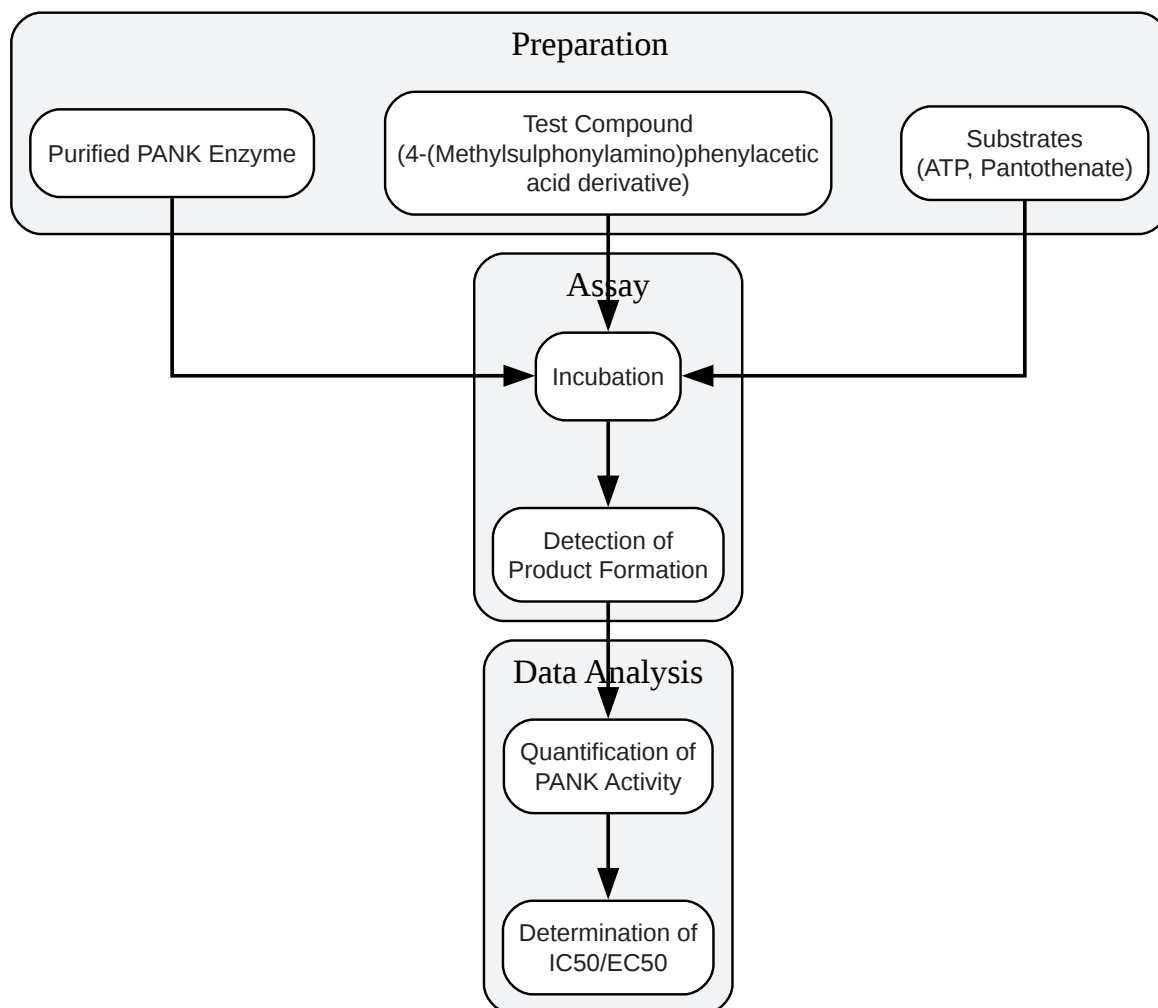 Preparation
Purified PANK Enzyme
Test Compound
(4-(Methylsulphonylamino)phenylacetic
acid derivative)
Substrates
(ATP, Pantothenate)
Assay
Incubation
Detection of
Product Formation
Data Analysis
Quantification of
PANK Activity
Determination of
IC50/EC50